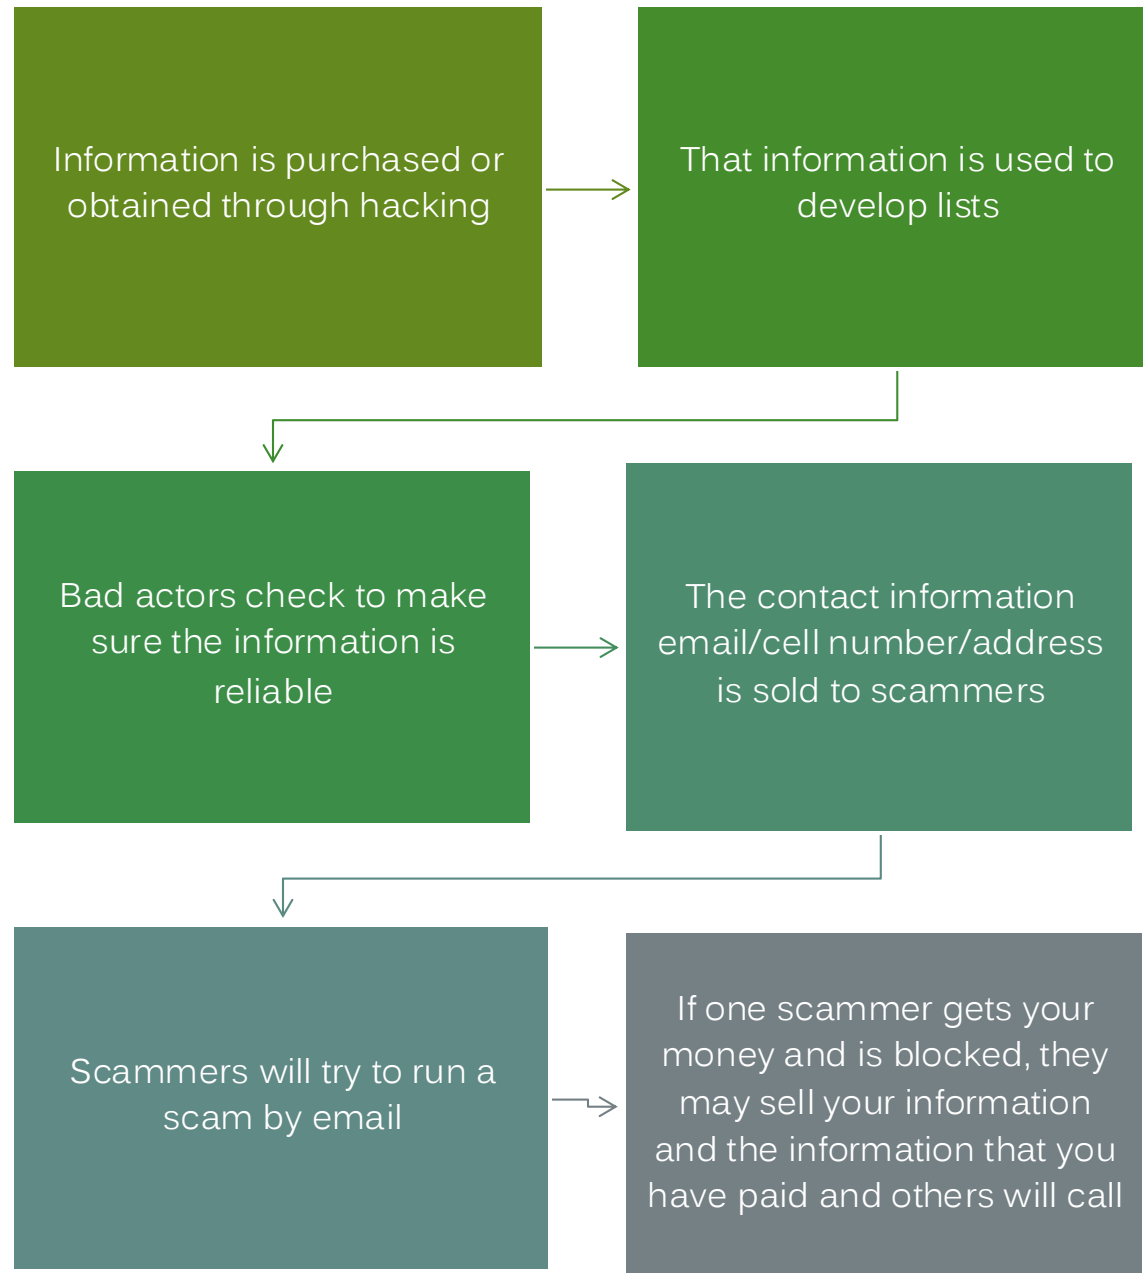 Information is purchased or
obtained through hacking
That information is used to
develop lists
Bad actors check to make
sure the information is
reliable
The contact information
email/cell number/address
is sold to scammers
Scammers will try to run a
scam by email
If one scammer gets your
money and is blocked, they
may sell your information
and the information that you
have paid and others will call